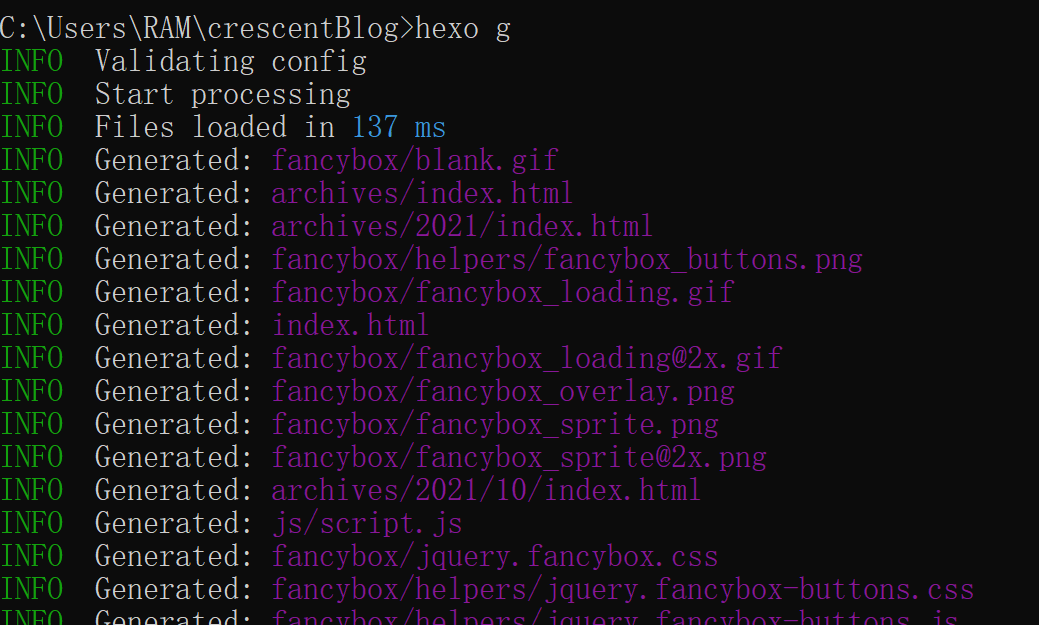 C:\Users\RAM\crescentBlog>hexo g
INFO  Validating config
INFO  Start processing
INFO  Files loaded in 137 ms
INFO  Generated: fancybox/blank.gif
INFO  Generated: archives/index.html
INFO  Generated: archives/2021/index.html
INFO  Generated: fancybox/helpers/fancybox_buttons.png
INFO  Generated: fancybox/fancybox_loading.gif
INFO  Generated: index.html
INFO  Generated: fancybox/fancybox_loading@2x.gif
INFO  Generated: fancybox/fancybox_overlay.png
INFO  Generated: fancybox/fancybox_sprite.png
INFO  Generated: fancybox/fancybox_sprite@2x.png
INFO  Generated: archives/2021/10/index.html
INFO  Generated: js/script.js
INFO  Generated: fancybox/jquery.fancybox.css
INFO  Generated: fancybox/helpers/jquery.fancybox-buttons.css
INFO  Generated: fancybox/helpers/jquery.fancybox-buttons.js